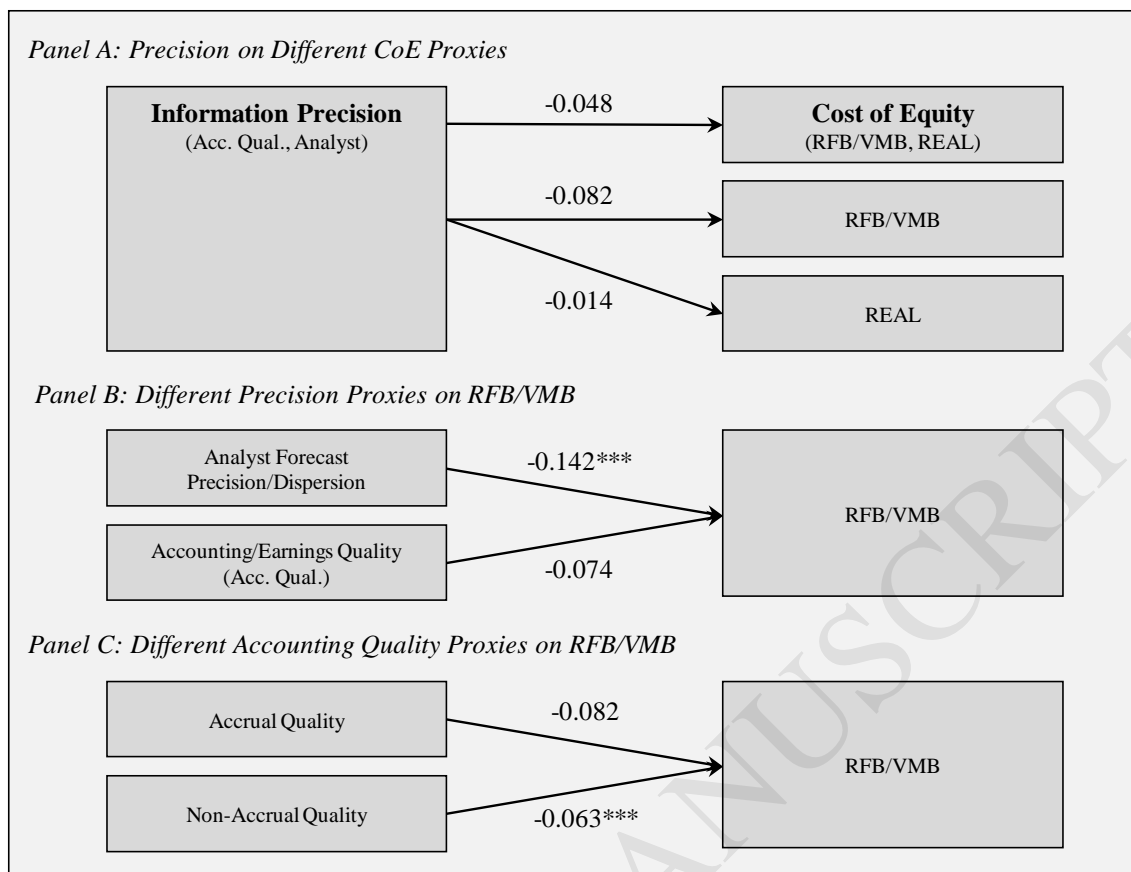 Panel A: Precision on Different CoE Proxies
Information Precision
(Acc. Qual., Analyst)
-0.048
Cost of Equity
(RFB/VMB, REAL)
-0.082
RFB/VMB
-0.014
REAL
Panel B: Different Precision Proxies on RFB/VMB
Analyst Forecast
Precision/Dispersion
-0.142***
Accounting/Earnings Quality
(Acc. Qual.)
-0.074
RFB/VMB
Panel C: Different Accounting Quality Proxies on RFB/VMB
Accrual Quality
-0.082
Non-Accrual Quality
-0.063***
RFB/VMB
ANUSCRIPT